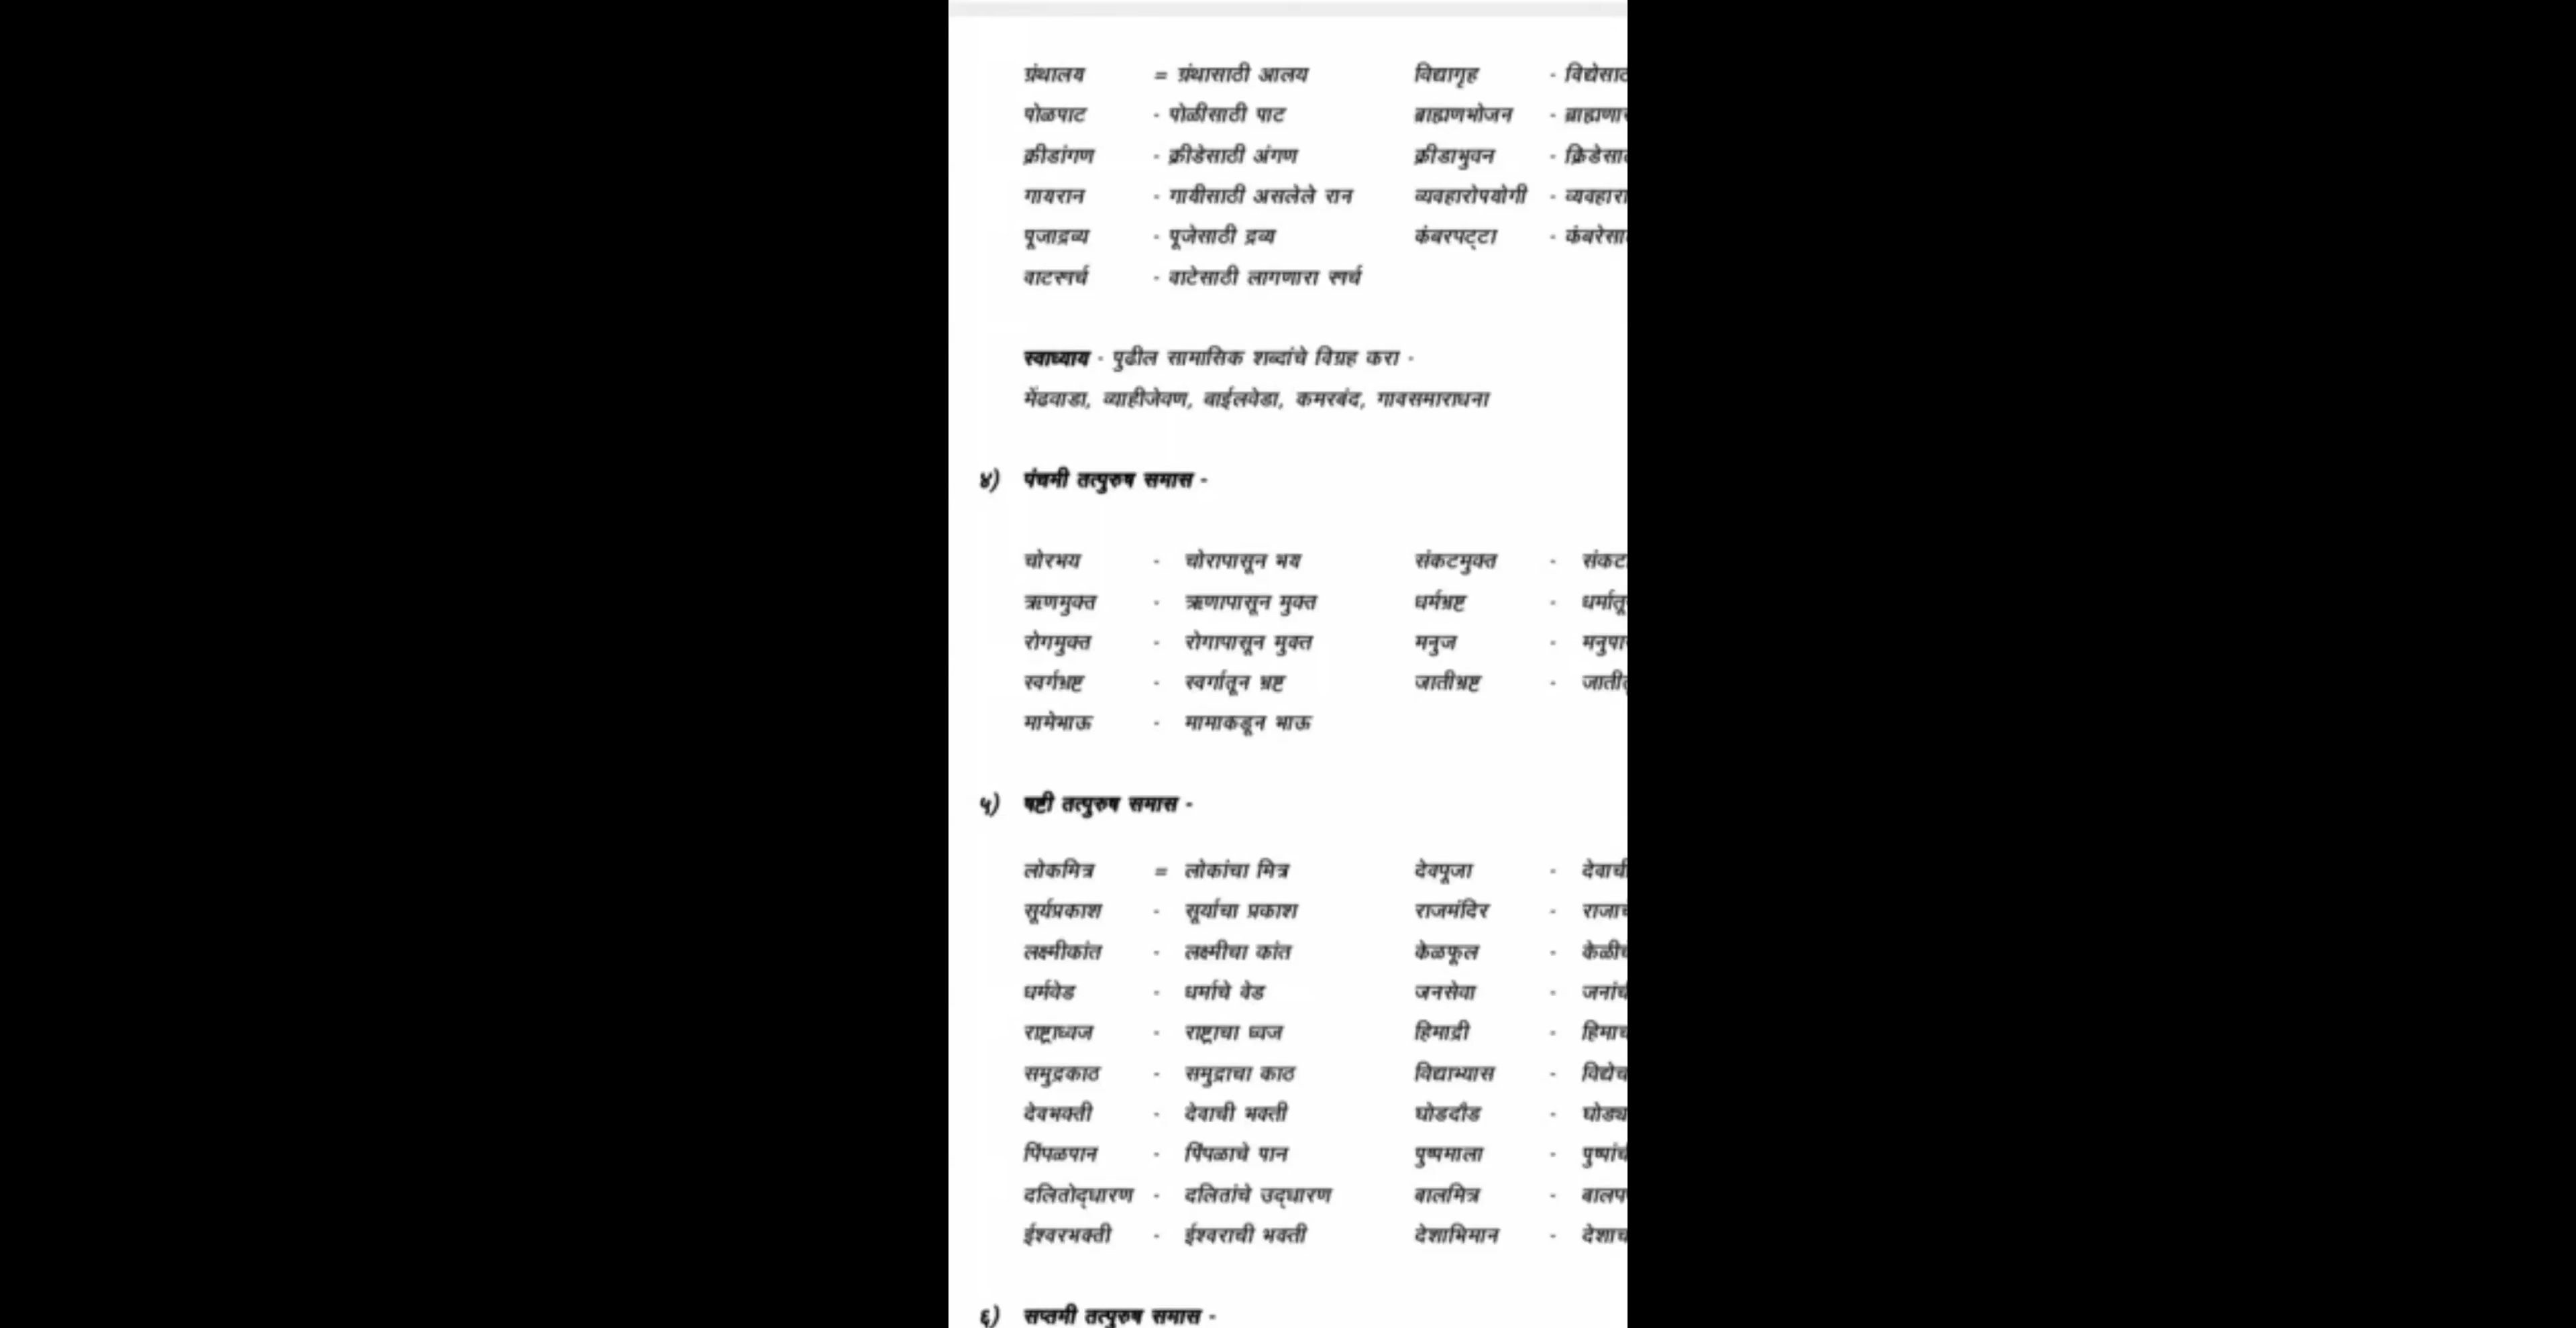 ग्रंथालय = ग्रंथासाठी आलय विद्यागृह -
पोळपाट - पोळीसाठी पाट ब्राह्मणभोजन -
क्रीडांगण - क्रीडेसाठी अंगण क्रीडाभुवन -
गायरान - गायीसाठी असलेले रान व्यवहारोपयोगी -
पूजाद्रव्य - पूजेसाठी द्रव्य कंबरपट्टा -
वाटखर्च - वाटेसाठी लागणारा खर्च
स्वाध्याय - पुढील सामासिक शब्दांचे विग्रह करा -
मेंढवाडा, व्याहीजेवण, बाईलवेडा, कमरबंद, गावसमाराधना
४) पंचमी तत्पुरुष समास -
चोरभय - चोरापासून भय संकटमुक्त -
ऋणमुक्त - ऋणापासून मुक्त धर्मभ्रष्ट -
रोगमुक्त - रोगापासून मुक्त मनुज -
स्वर्गभ्रष्ट - स्वर्गातून भ्रष्ट जातीभ्रष्ट -
मामेभाऊ - मामाकडून भाऊ
५) षष्टी तत्पुरुष समास -
लोकमित्र = लोकांचा मित्र देवपूजा - देवाची
सूर्यप्रकाश - सूर्याचा प्रकाश राजमंदिर -
लक्ष्मीकांत - लक्ष्मीचा कांत केळफूल -
धर्मवेड - धर्माचे वेड जनसेवा -
राष्ट्राध्वज - राष्ट्राचा ध्वज हिमाद्री -
समुद्रकाठ - समुद्राचा काठ विद्याभ्यास -
देवभक्ती - देवाची भक्ती घोडदौड -
पिंपळपान - पिंपळाचे पान पुष्पमाला -
दलितोद्धारण - दलितांचे उद्धारण बालमित्र -
ईश्वरभक्ती - ईश्वराची भक्ती देशाभिमान -
६) सप्तमी तत्पुरुष समास -